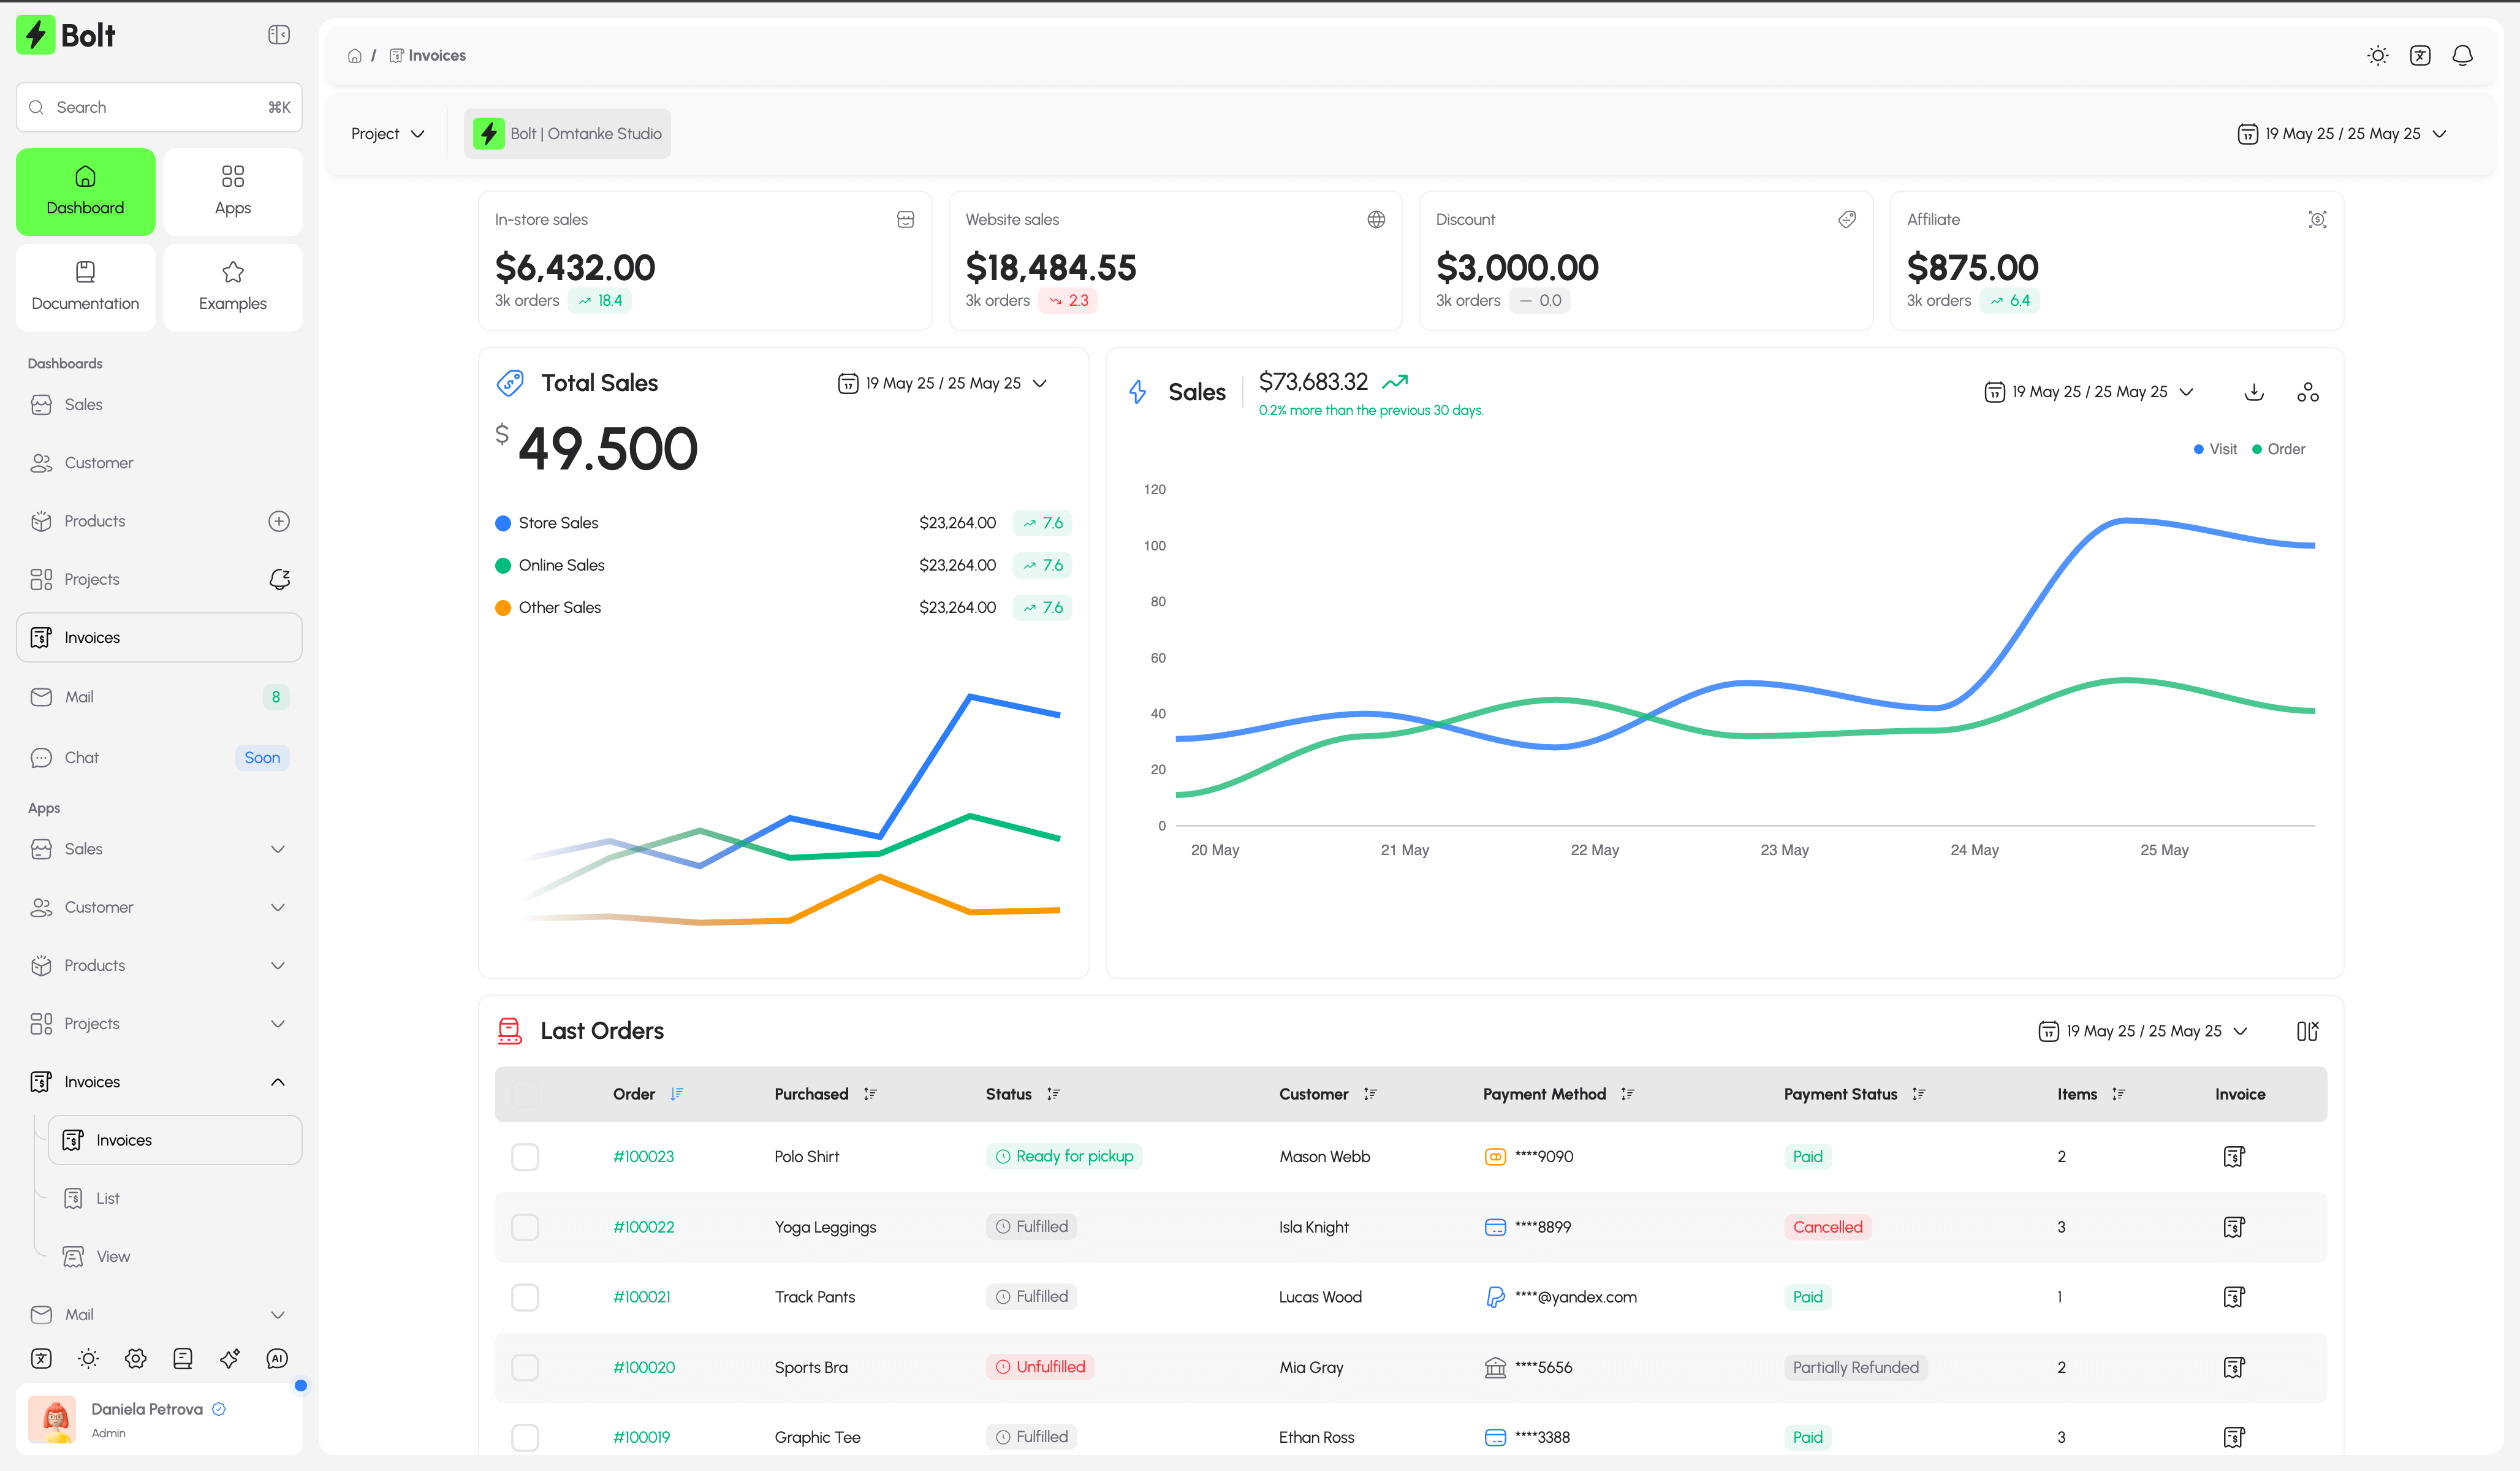 Bolt
Search ⌘K
Dashboard
Apps
Documentation
Examples
Dashboards
Sales
Customer
Products
Projects
Invoices
Mail 8
Chat Soon
Apps
Sales
Customer
Products
Projects
Invoices
Invoices
List
View
Mail
AI
Daniela Petrova
Admin
/ Invoices
Project
Bolt | Omtanke Studio
17 19 May 25 / 25 May 25
In-store sales
$6,432.00
3k orders 18.4
Website sales
$18,484.55
3k orders 2.3
Discount
$3,000.00
3k orders 0.0
Affiliate
$875.00
3k orders 6.4
Total Sales
17 19 May 25 / 25 May 25
$ 49.500
Store Sales $23,264.00 7.6
Online Sales $23,264.00 7.6
Other Sales $23,264.00 7.6
Sales
$73,683.32
0.2% more than the previous 30 days.
17 19 May 25 / 25 May 25
Visit Order
120
100
80
60
40
20
0
20 May 21 May 22 May 23 May 24 May 25 May
Last Orders
17 19 May 25 / 25 May 25
Order Purchased Status Customer Payment Method Payment Status Items Invoice
#100023 Polo Shirt Ready for pickup Mason Webb ****9090 Paid 2
#100022 Yoga Leggings Fulfilled Isla Knight ****8899 Cancelled 3
#100021 Track Pants Fulfilled Lucas Wood ****@yandex.com Paid 1
#100020 Sports Bra Unfulfilled Mia Gray ****5656 Partially Refunded 2
#100019 Graphic Tee Fulfilled Ethan Ross ****3388 Paid 3